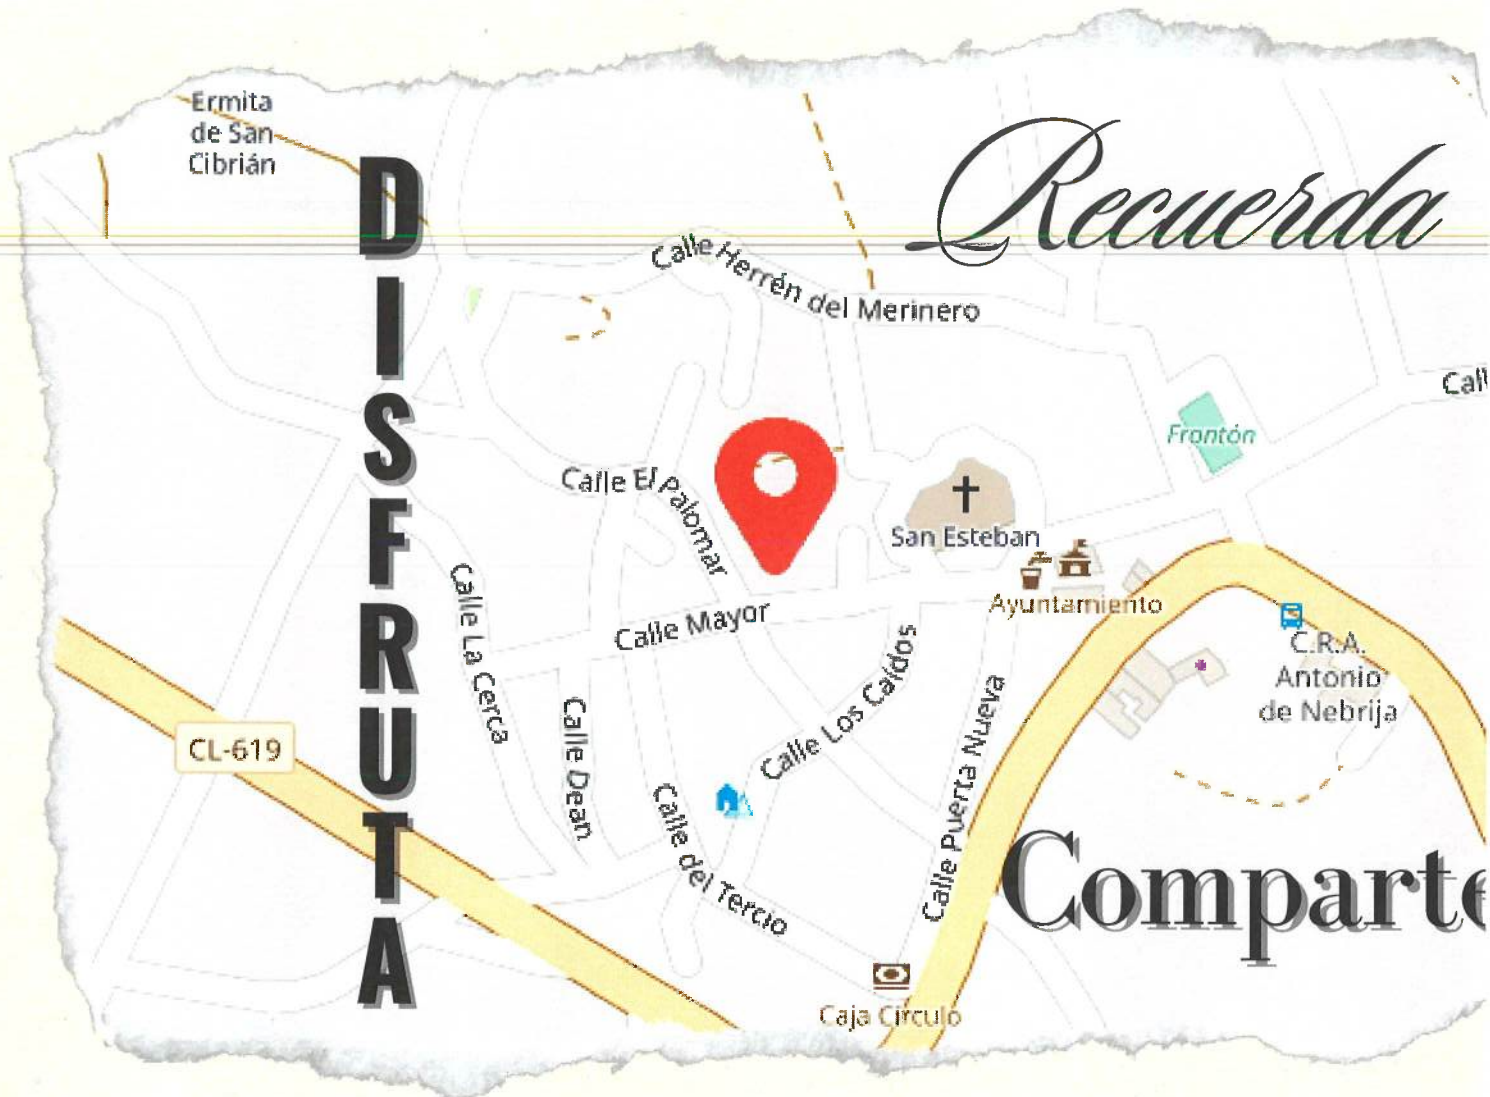 Ermita
de San
Cibrián
DISFRUTA
Recuerda
Calle Herrén del Merinero
Call
Frontón
Calle El Palomar
San Esteban
Ayuntamiento
Calle La Cerca
Calle Mayor
C.R.A.
Antonio
de Nebrija
Calle Los Caídos
Calle Puerta Nueva
CL-619
Calle Dean
Calle del Tercio
Comparte
Caja Círculo